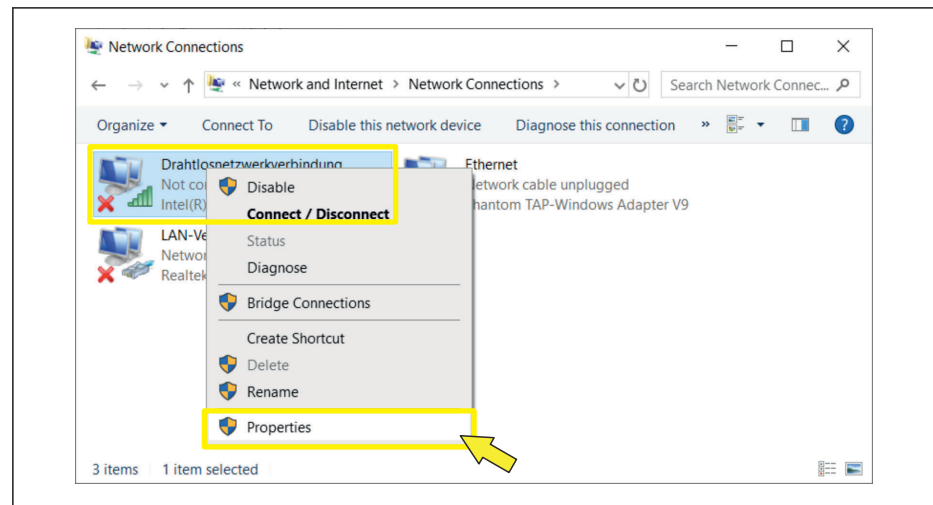 Network Connections
« Network and Internet > Network Connections >
Search Network Connec...
Organize Connect To Disable this network device Diagnose this connection »
Drahtlosnetzwerkverbindung
Not co
Intel(R)
Ethernet
etwork cable unplugged
hantom TAP-Windows Adapter V9
LAN-Ve
Networ
Realtek
Disable
Connect / Disconnect
Status
Diagnose
Bridge Connections
Create Shortcut
Delete
Rename
Properties
3 items 1 item selected